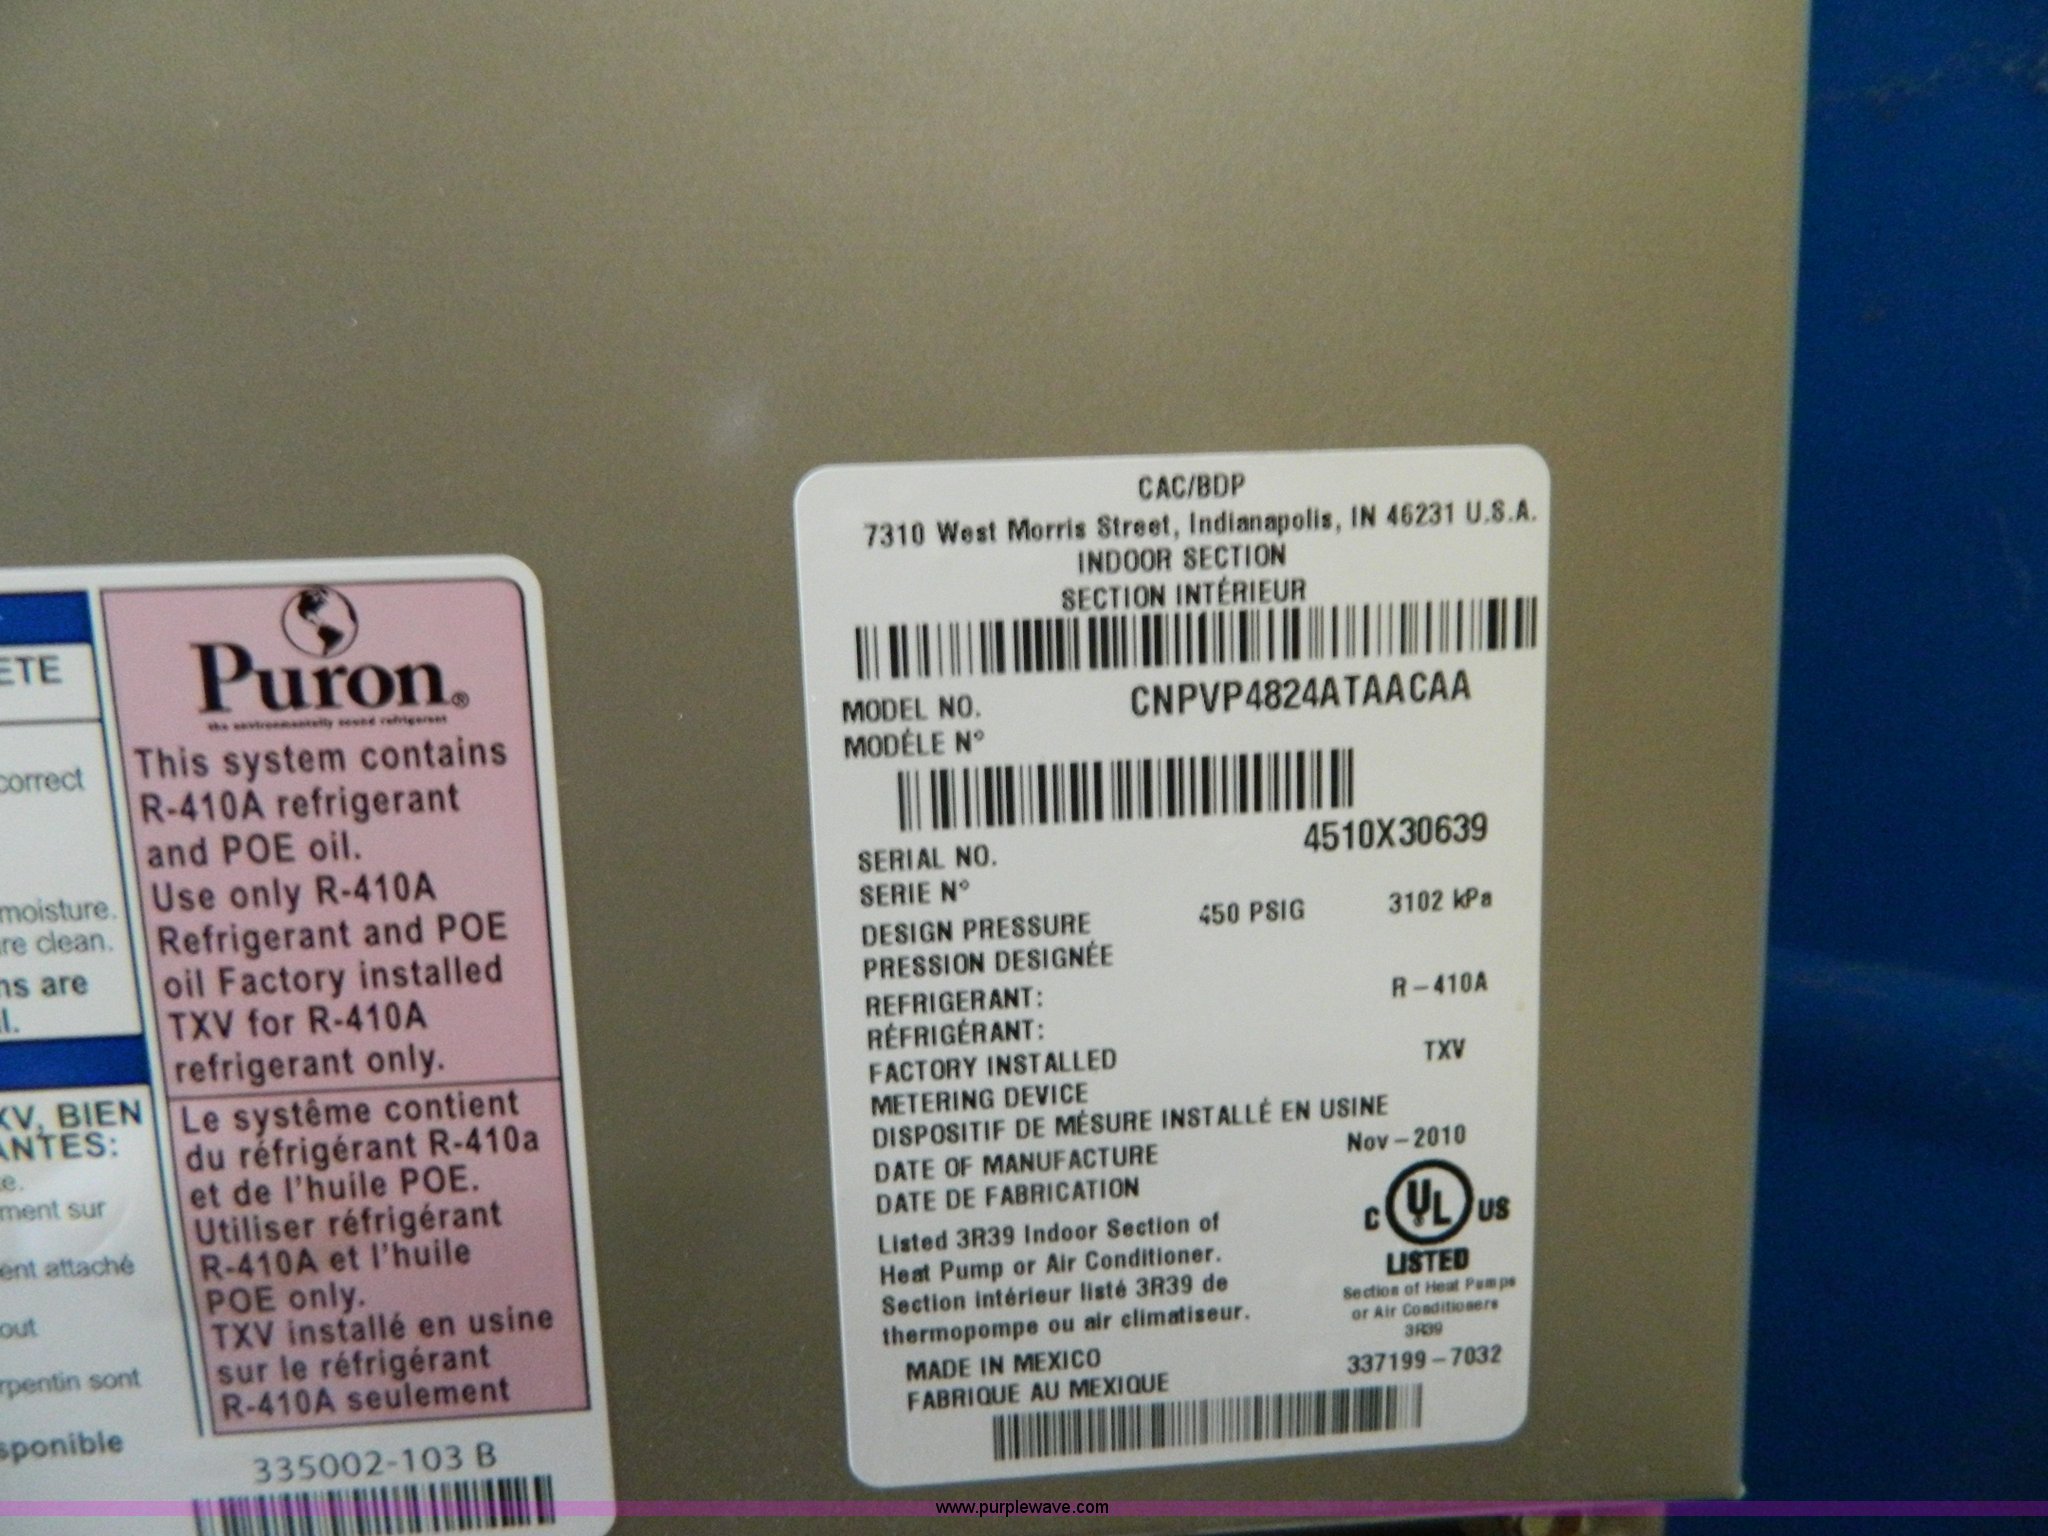 ETE
correct
moisture.
re clean.
ns are
l.
XV, BIEN
ANTES:
e.
ment sur
ent attaché
out
rpentin sont
sponible
Puron®
the environmentally sound refrigerant
This system contains
R-410A refrigerant
and POE oil.
Use only R-410A
Refrigerant and POE
oil Factory installed
TXV for R-410A
refrigerant only.
Le système contient
du réfrigérant R-410a
et de l'huile POE.
Utiliser réfrigérant
R-410A et l'huile
POE only.
TXV installé en usine
sur le réfrigérant
R-410A seulement
335002-103 B
CAC/BDP
7310 West Morris Street, Indianapolis, IN 46231 U.S.A.
INDOOR SECTION
SECTION INTÉRIEUR
MODEL NO. CNPVP4824ATAACAA
MODÈLE N°
4510X30639
SERIAL NO.
SERIE N°
DESIGN PRESSURE 450 PSIG 3102 kPa
PRESSION DESIGNÉE
REFRIGERANT: R-410A
RÉFRIGÉRANT:
FACTORY INSTALLED TXV
METERING DEVICE
DISPOSITIF DE MÉSURE INSTALLÉ EN USINE
DATE OF MANUFACTURE Nov-2010
DATE DE FABRICATION
Listed 3R39 Indoor Section of
Heat Pump or Air Conditioner.
Section intérieur listé 3R39 de
thermopompe ou air climatiseur.
C UL US
LISTED
Section of Heat Pumps
or Air Conditioners
3R39
MADE IN MEXICO 337199-7032
FABRIQUE AU MEXIQUE
www.purplewave.com